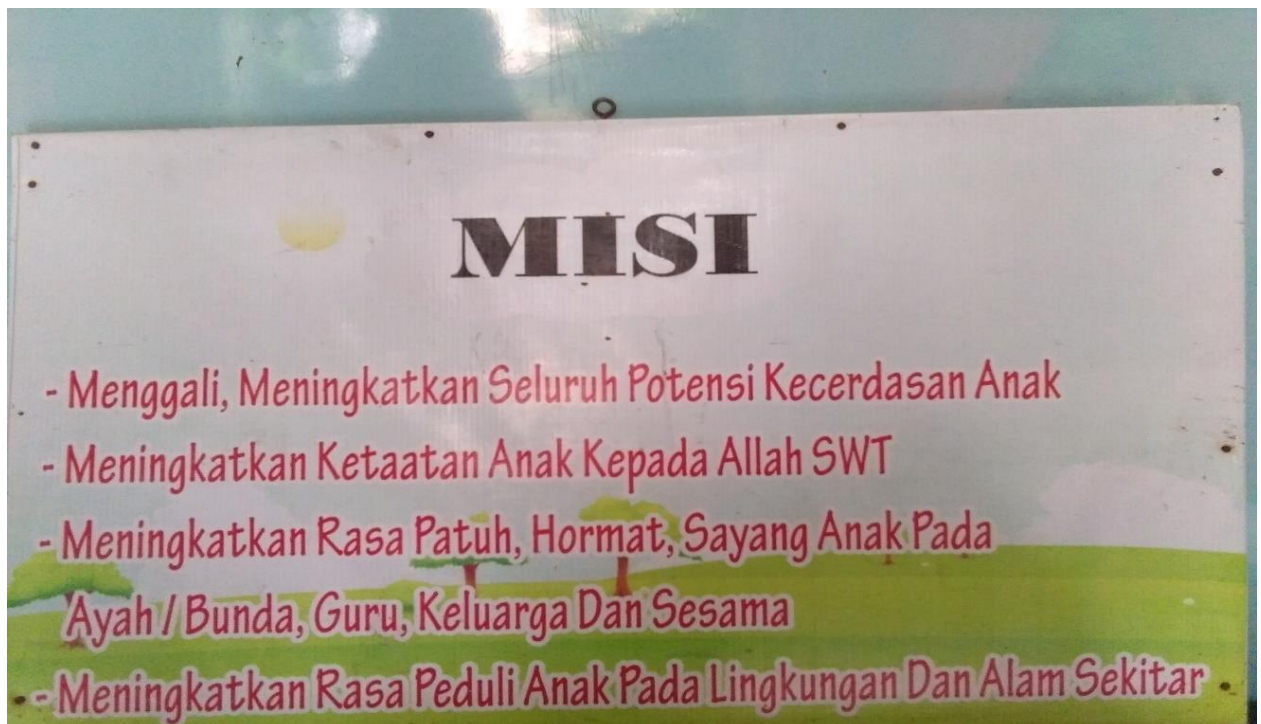 MISI
- Menggali, Meningkatkan Seluruh Potensi Kecerdasan Anak
- Meningkatkan Ketaatan Anak Kepada Allah SWT
- Meningkatkan Rasa Patuh, Hormat, Sayang Anak Pada
Ayah / Bunda, Guru, Keluarga Dan Sesama
- Meningkatkan Rasa Peduli Anak Pada Lingkungan Dan Alam Sekitar